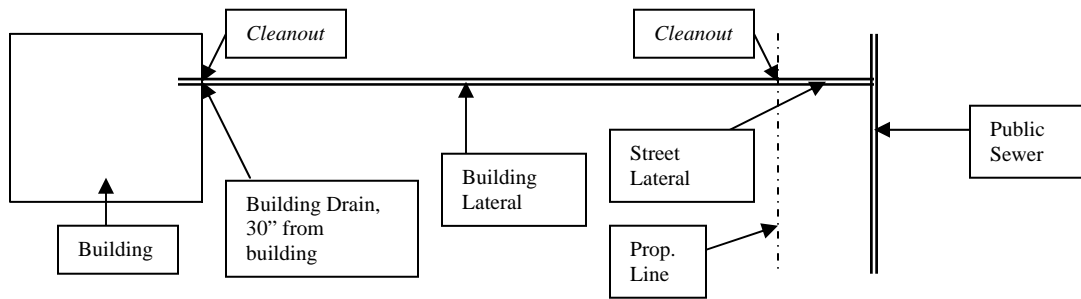 Cleanout
Cleanout
Public
Sewer
Street
Lateral
Building
Lateral
Building Drain,
30” from
building
Building
Prop.
Line